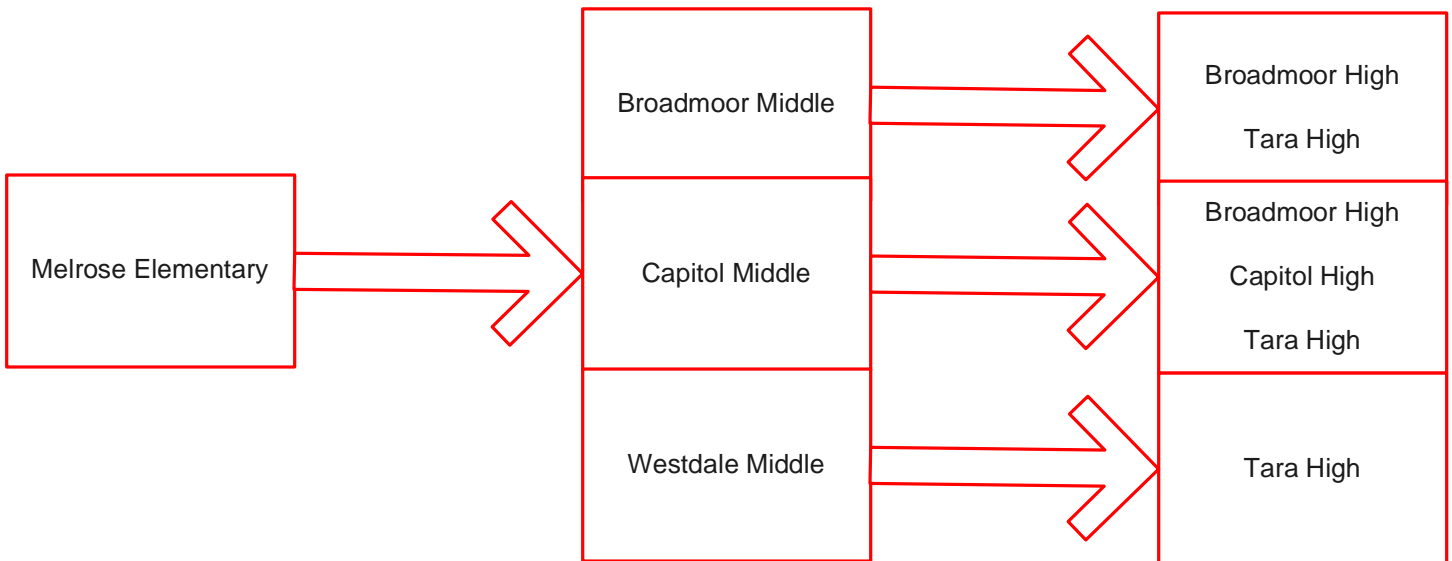 Melrose Elementary
Broadmoor Middle
Capitol Middle
Westdale Middle
Broadmoor High
Tara High
Broadmoor High
Capitol High
Tara High
Tara High